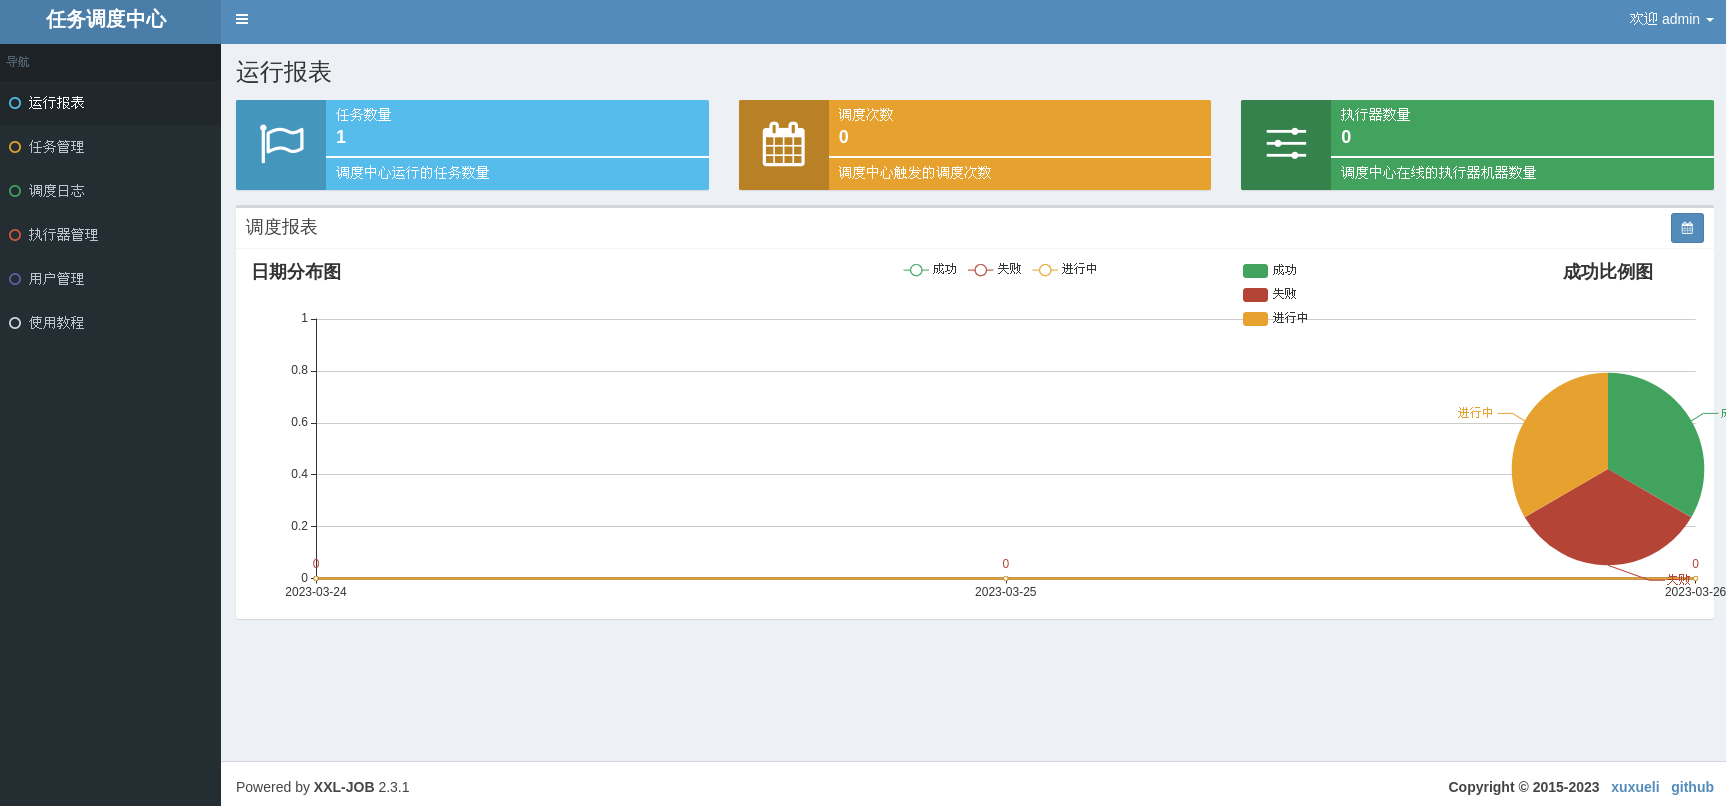 任务调度中心
欢迎 admin
导航
运行报表
任务管理
调度日志
执行器管理
用户管理
使用教程
运行报表
任务数量
1
调度中心运行的任务数量
调度次数
0
调度中心触发的调度次数
执行器数量
0
调度中心在线的执行器机器数量
调度报表
日期分布图
成功 失败 进行中
1
0.8
0.6
0.4
0.2
0
0 0 0
2023-03-24 2023-03-25 2023-03-26
成功
失败
进行中
成功比例图
进行中
失败
Powered by XXL-JOB 2.3.1
Copyright © 2015-2023 xuxueli github